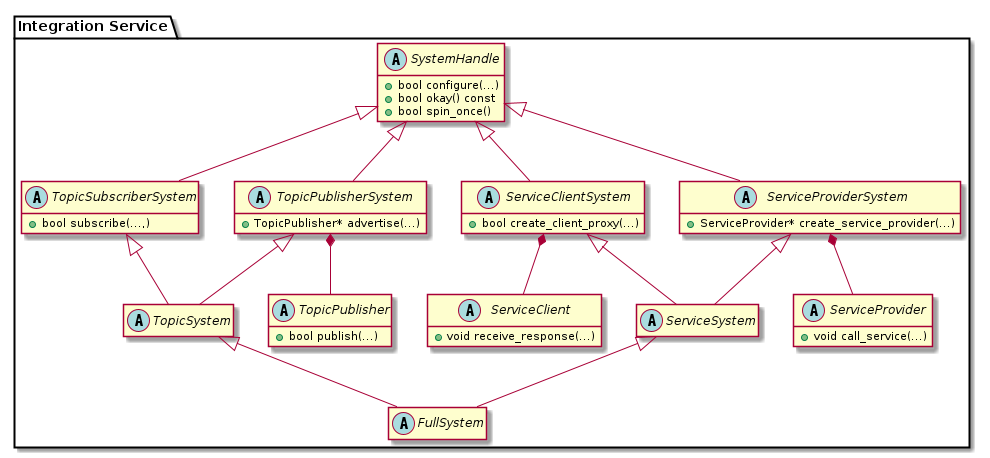 Integration Service
A SystemHandle
bool configure(...)
bool okay() const
bool spin_once()
A TopicSubscriberSystem
bool subscribe(...,)
A TopicPublisherSystem
TopicPublisher* advertise(...)
A ServiceClientSystem
bool create_client_proxy(...)
A ServiceProviderSystem
ServiceProvider* create_service_provider(...)
A TopicSystem
A TopicPublisher
bool publish(...)
A ServiceClient
void receive_response(...)
A ServiceSystem
A ServiceProvider
void call_service(...)
A FullSystem